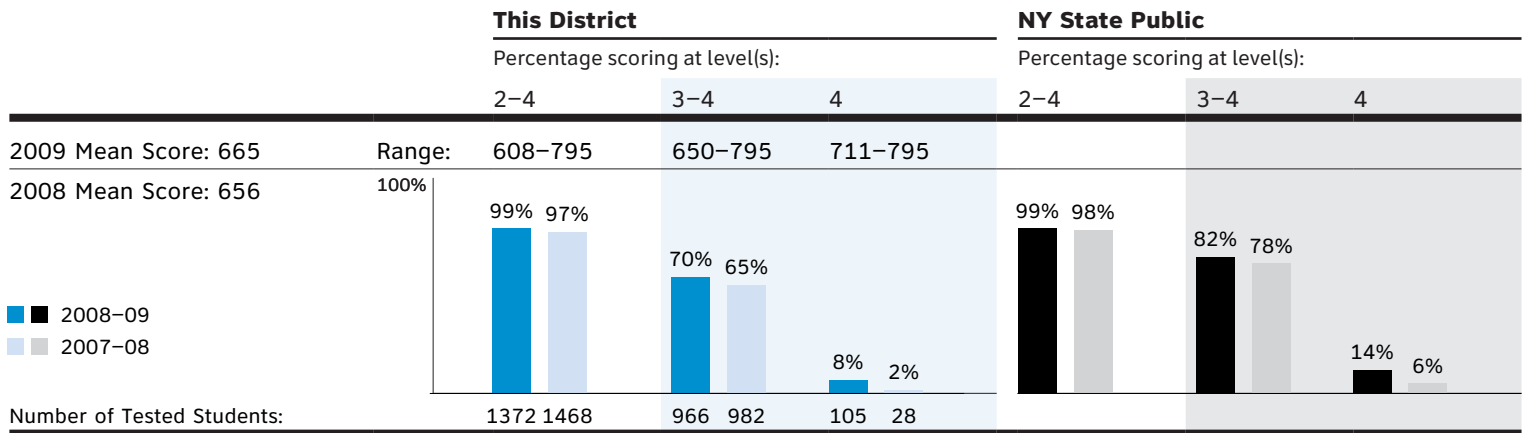 This District NY State Public
Percentage scoring at level(s): Percentage scoring at level(s):
2–4 3–4 4 2–4 3–4 4
2009 Mean Score: 665 Range: 608–795 650–795 711–795
2008 Mean Score: 656 100%
99% 97% 99% 98%
82% 78%
70% 65%
14% 6%
8% 2%
2008–09
2007–08
Number of Tested Students: 1372 1468 966 982 105 28